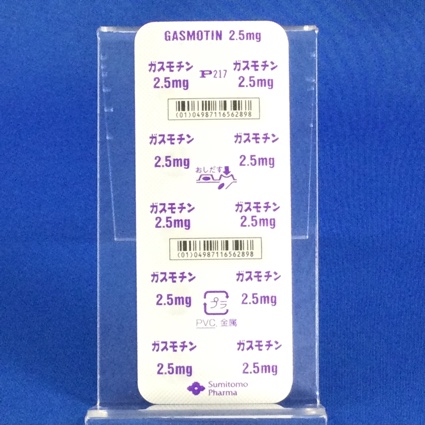 GASMOTIN 2.5mg
ガスモチン ガスモチン
2.5mg P217 2.5mg
(01)04987116562898
ガスモチン ガスモチン
2.5mg 2.5mg
おしだす
ガスモチン ガスモチン
2.5mg 2.5mg
(01)04987116562898
ガスモチン ガスモチン
2.5mg 2.5mg
プラ
PVC, 金属
ガスモチン ガスモチン
2.5mg 2.5mg
Sumitomo
Pharma